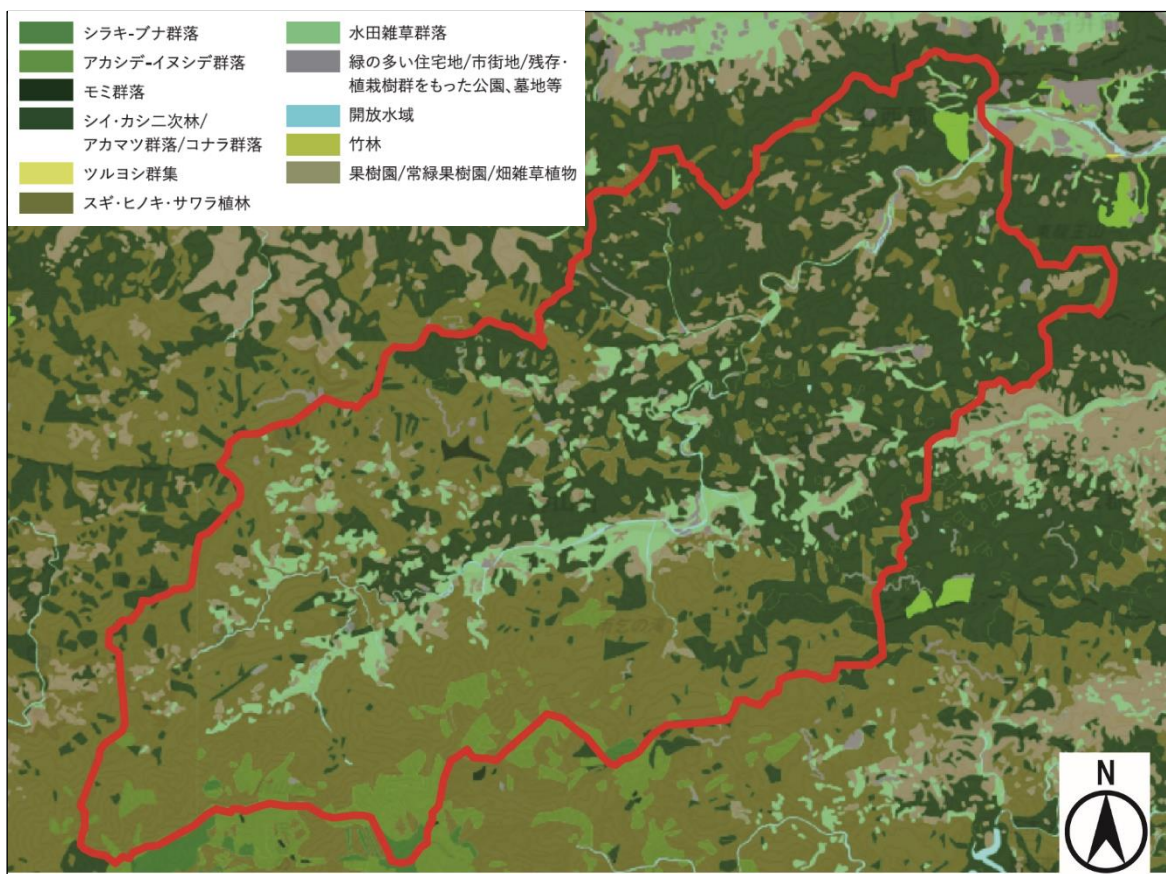 シラキ-ブナ群落
アカシデ-イヌシデ群落
モミ群落
シイ・カシ二次林/
アカマツ群落/コナラ群落
ツルヨシ群集
スギ・ヒノキ・サワラ植林
水田雑草群落
緑の多い住宅地/市街地/残存・
植栽樹群をもった公園、墓地等
開放水域
竹林
果樹園/常緑果樹園/畑雑草植物
N